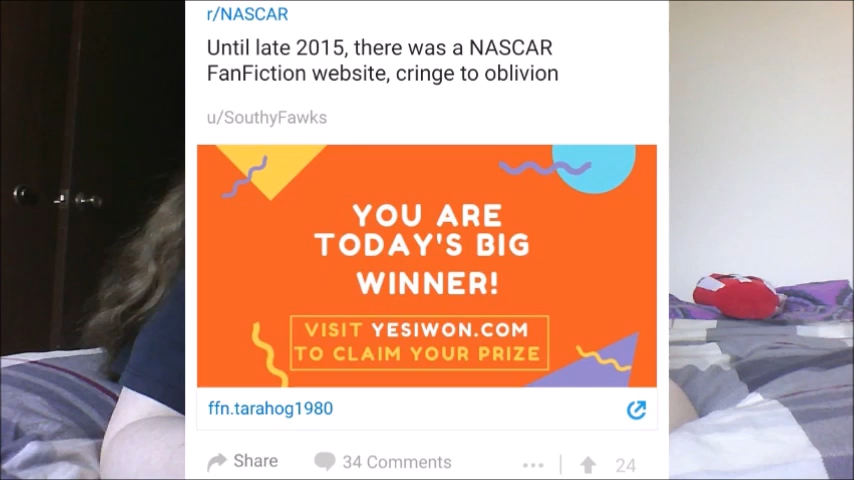 r/NASCAR
Until late 2015, there was a NASCAR
FanFiction website, cringe to oblivion
u/SouthyFawks
YOU ARE
TODAY'S BIG
WINNER!
VISIT YESIWON.COM
TO CLAIM YOUR PRIZE
ffn.tarahog1980
Share
34 Comments
24